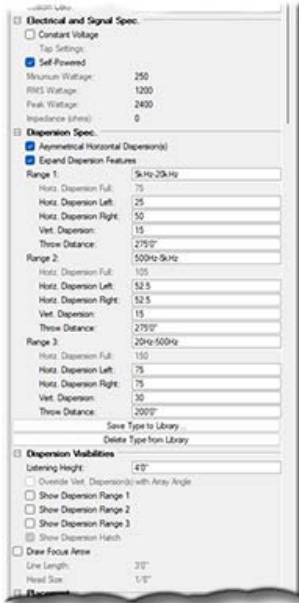 Custom Color
Electrical and Signal Spec.
Constant Voltage
Tap Settings:
Self-Powered
Minimum Wattage: 250
RMS Wattage: 1200
Peak Wattage: 2400
Impedance (ohms): 0
Dispersion Spec.
Asymmetrical Horizontal Dispersion(s)
Expand Dispersion Features
Range 1: 5kHz-20kHz
Horiz. Dispersion Full: 75
Horiz. Dispersion Left: 25
Horiz. Dispersion Right: 50
Vert. Dispersion: 15
Throw Distance: 275'0"
Range 2: 500Hz-5kHz
Horiz. Dispersion Full: 105
Horiz. Dispersion Left: 52.5
Horiz. Dispersion Right: 52.5
Vert. Dispersion: 15
Throw Distance: 275'0"
Range 3: 20Hz-500Hz
Horiz. Dispersion Full: 150
Horiz. Dispersion Left: 75
Horiz. Dispersion Right: 75
Vert. Dispersion: 30
Throw Distance: 200'0"
Save Type to Library...
Delete Type from Library
Dispersion Visibilities
Listening Height: 4'0"
Override Vert. Dispersion(s) with Array Angle
Show Dispersion Range 1
Show Dispersion Range 2
Show Dispersion Range 3
Show Dispersion Hatch
Draw Focus Arrow
Line Length: 3'0"
Head Size: 1/8"
Placement